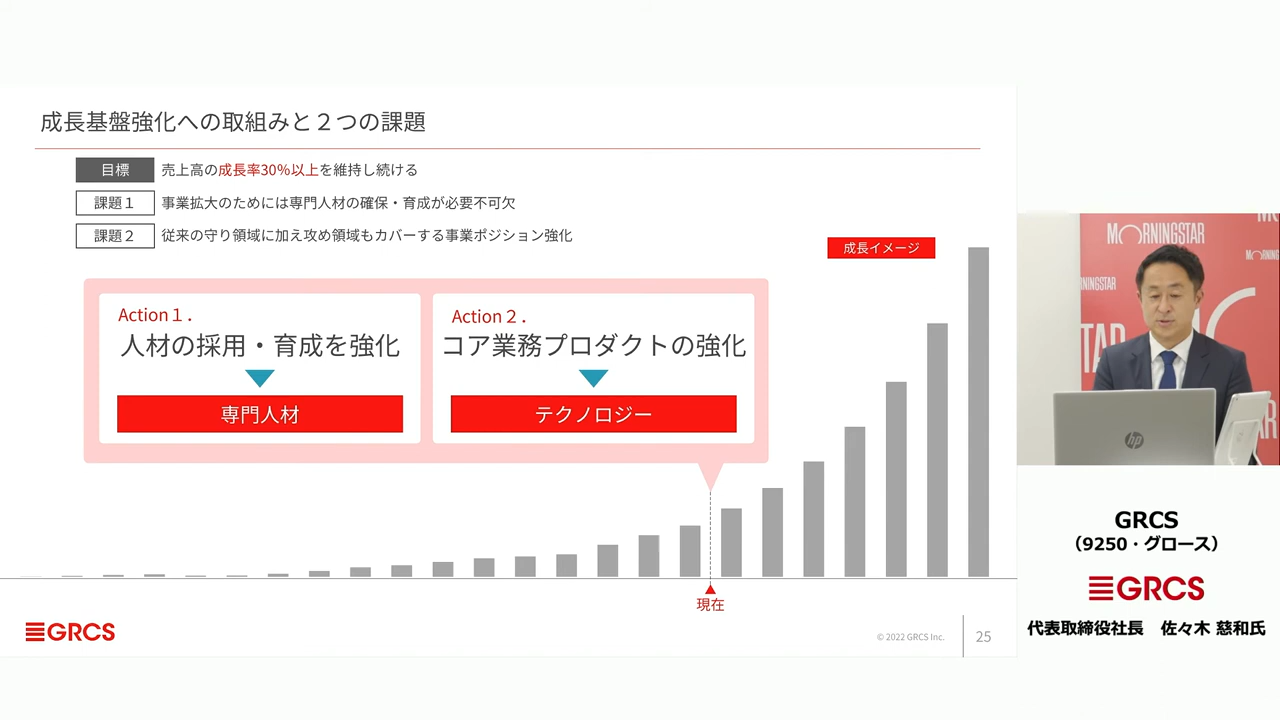 成長基盤強化への取組みと２つの課題
目標 売上高の成長率30%以上を維持し続ける
課題１ 事業拡大のためには専門人材の確保・育成が必要不可欠
課題２ 従来の守り領域に加え攻め領域もカバーする事業ポジション強化
成長イメージ
Action１.
人材の採用・育成を強化
専門人材
Action２.
コア業務プロダクトの強化
テクノロジー
現在
GRCS
© 2022 GRCS Inc.
25
MORNINGSTAR
hp
GRCS
（9250・グロース）
GRCS
代表取締役社長 佐々木 慈和氏